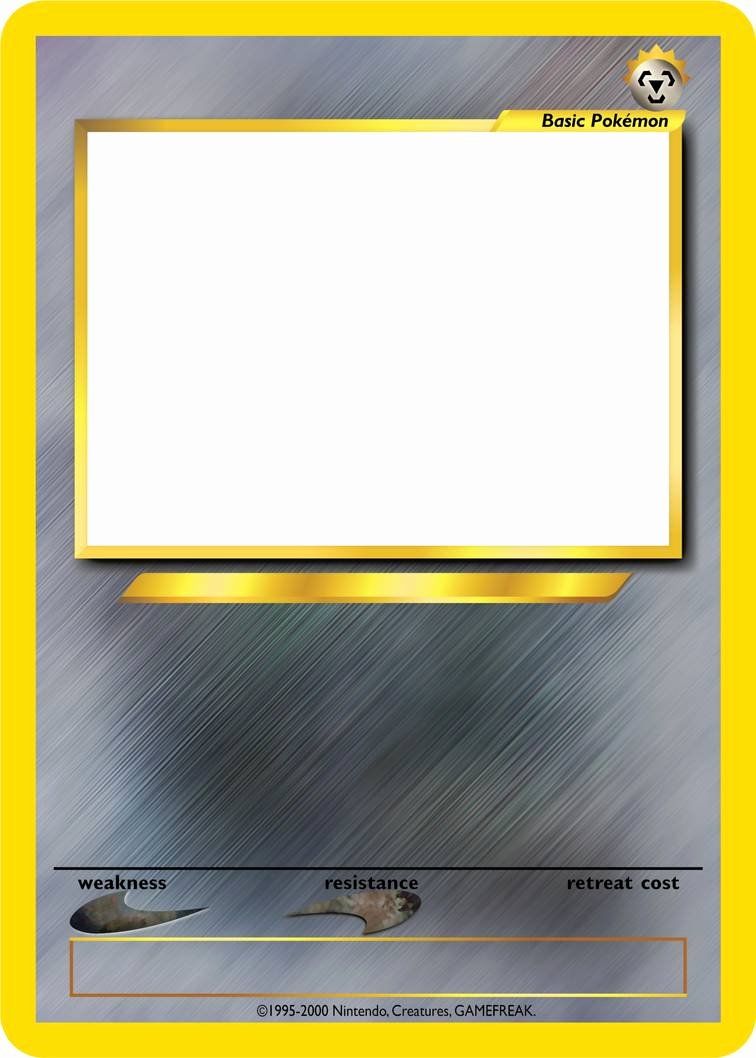 Basic Pokémon
weakness resistance retreat cost
©1995-2000 Nintendo, Creatures, GAMEFREAK.